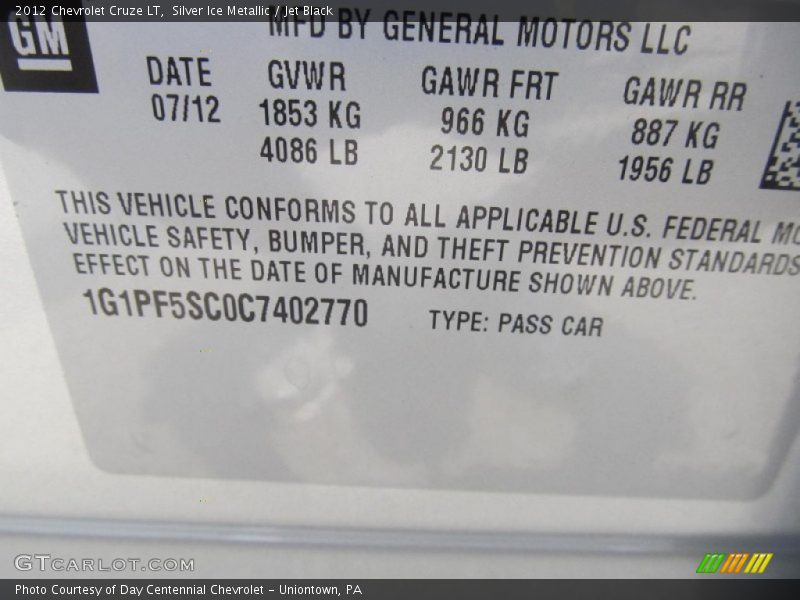 2012 Chevrolet Cruze LT, Silver Ice Metallic / Jet Black
GM
MFD BY GENERAL MOTORS LLC
DATE GVWR GAWR FRT GAWR RR
07/12 1853 KG 966 KG 887 KG
4086 LB 2130 LB 1956 LB
THIS VEHICLE CONFORMS TO ALL APPLICABLE U.S. FEDERAL MO
VEHICLE SAFETY, BUMPER, AND THEFT PREVENTION STANDARDS
EFFECT ON THE DATE OF MANUFACTURE SHOWN ABOVE.
1G1PF5SC0C7402770 TYPE: PASS CAR
GTCARLOT.COM
Photo Courtesy of Day Centennial Chevrolet - Uniontown, PA